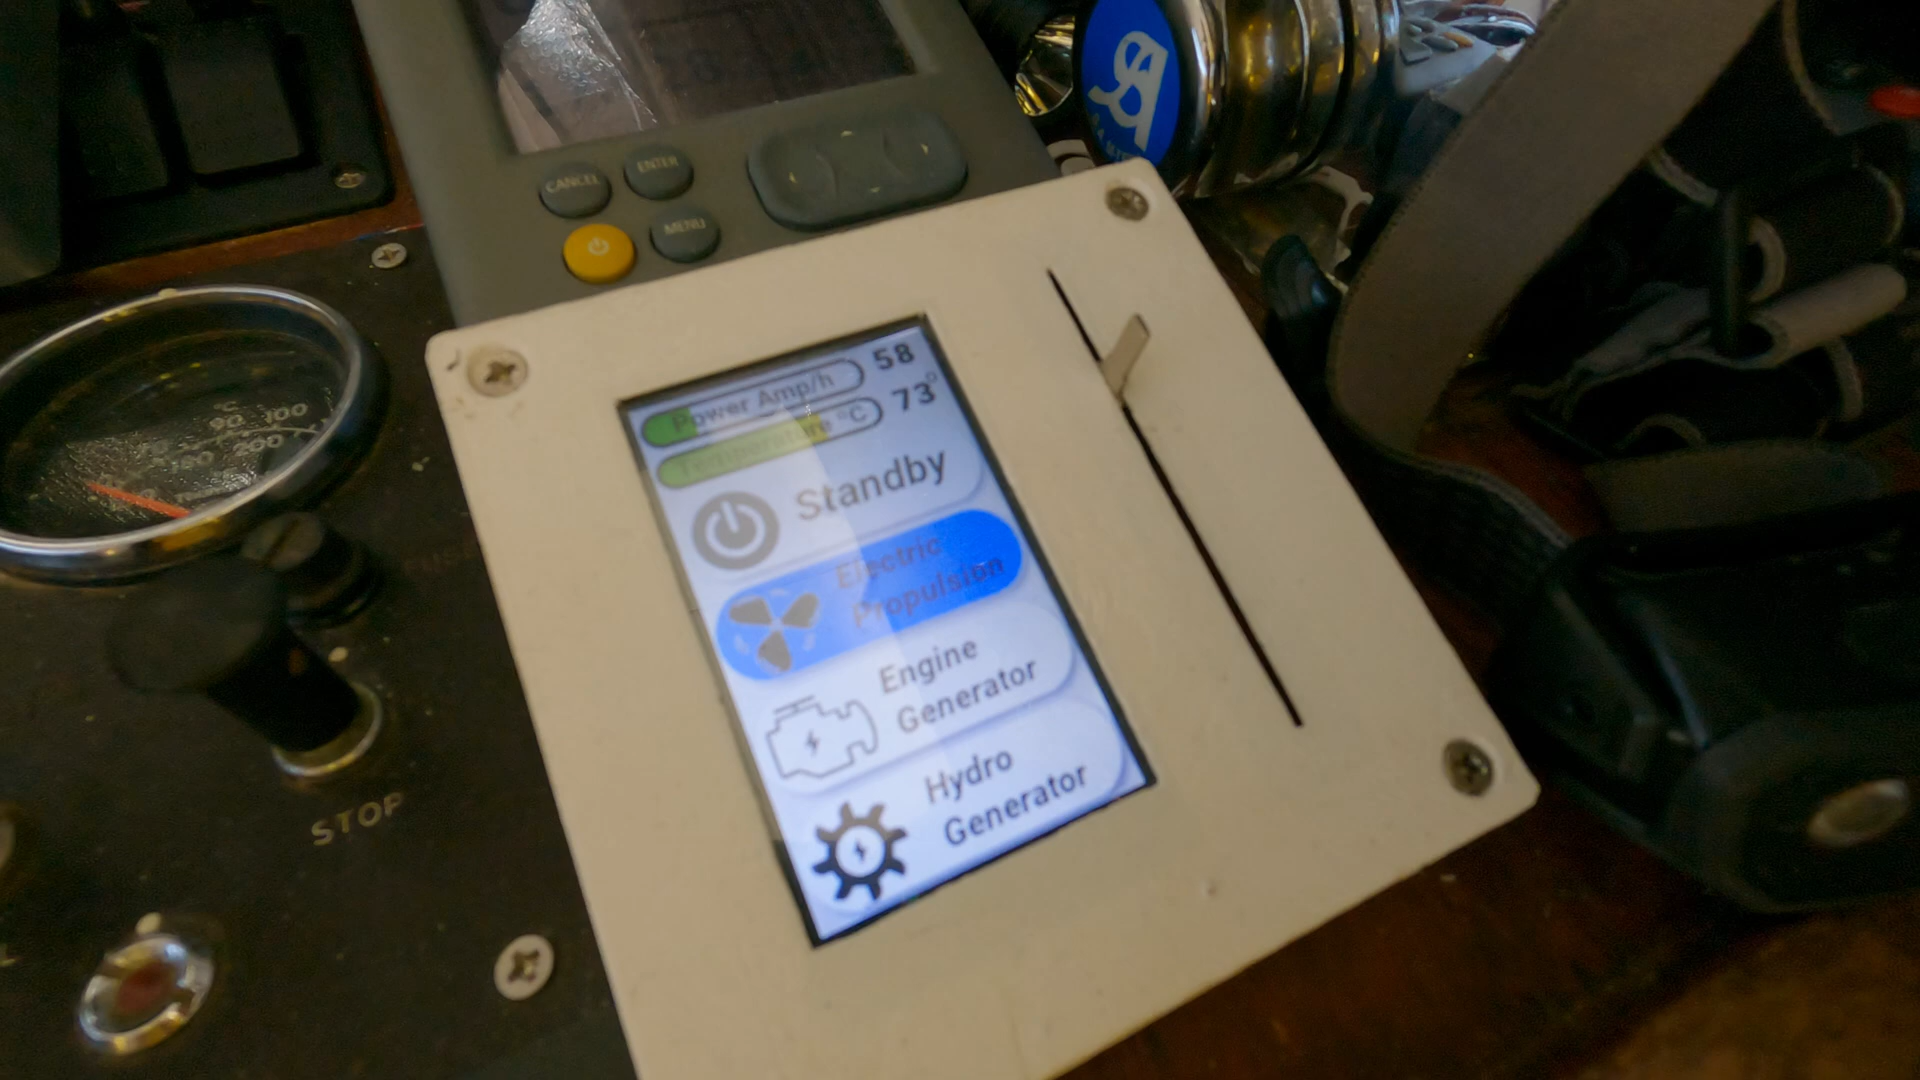 CANCEL
ENTER
MENU
Power Amp/h
58
Temperature °C
73°
Standby
Electric
Propulsion
Engine
Generator
Hydro
Generator
STOP